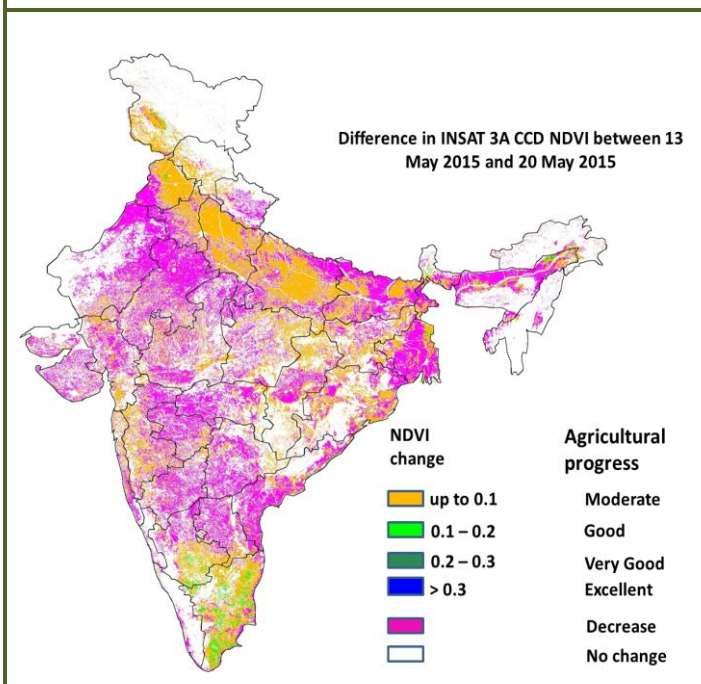 Difference in INSAT 3A CCD NDVI between 13
May 2015 and 20 May 2015
NDVI
change
Agricultural
progress
up to 0.1 Moderate
0.1 – 0.2 Good
0.2 – 0.3 Very Good
> 0.3 Excellent
Decrease
No change